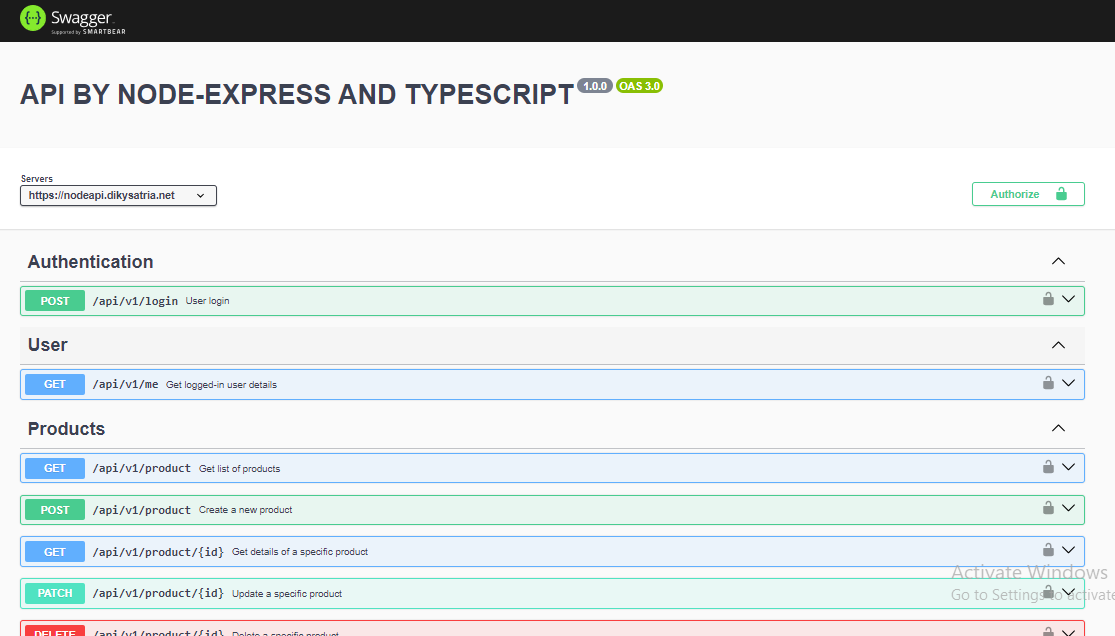 Swagger
Supported by SMARTBEAR
API BY NODE-EXPRESS AND TYPESCRIPT 1.0.0 OAS 3.0
Servers
https://nodeapi.dikysatria.net
Authorize
Authentication
POST /api/v1/login User login
User
GET /api/v1/me Get logged-in user details
Products
GET /api/v1/product Get list of products
POST /api/v1/product Create a new product
GET /api/v1/product/{id} Get details of a specific product
Activate Windows
PATCH /api/v1/product/{id} Update a specific product
Go to Settings to activate
DELETE /api/v1/product/{id} Delete a specific product